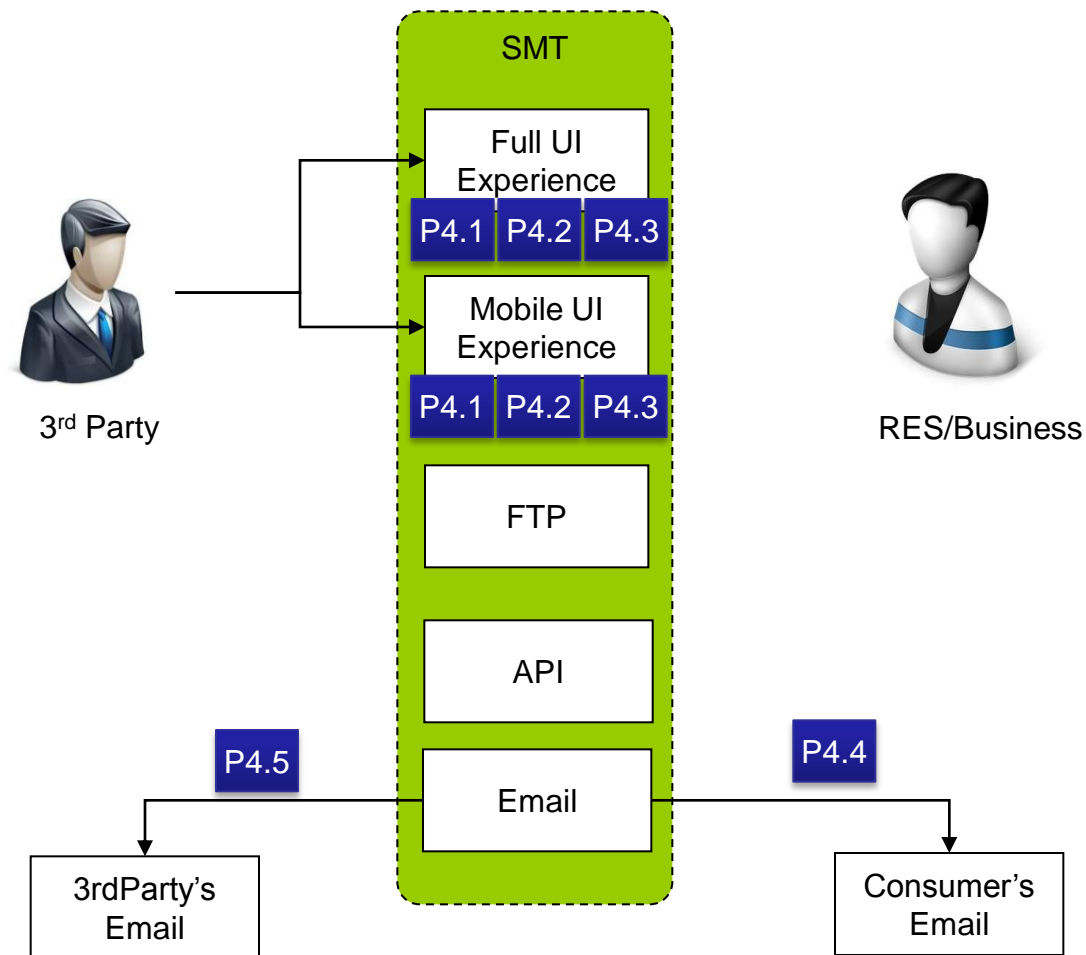 SMT
Full UI
Experience
P4.1 P4.2 P4.3
Mobile UI
Experience
P4.1 P4.2 P4.3
3rd Party
RES/Business
FTP
API
P4.5
P4.4
Email
3rdParty’s
Email
Consumer’s
Email